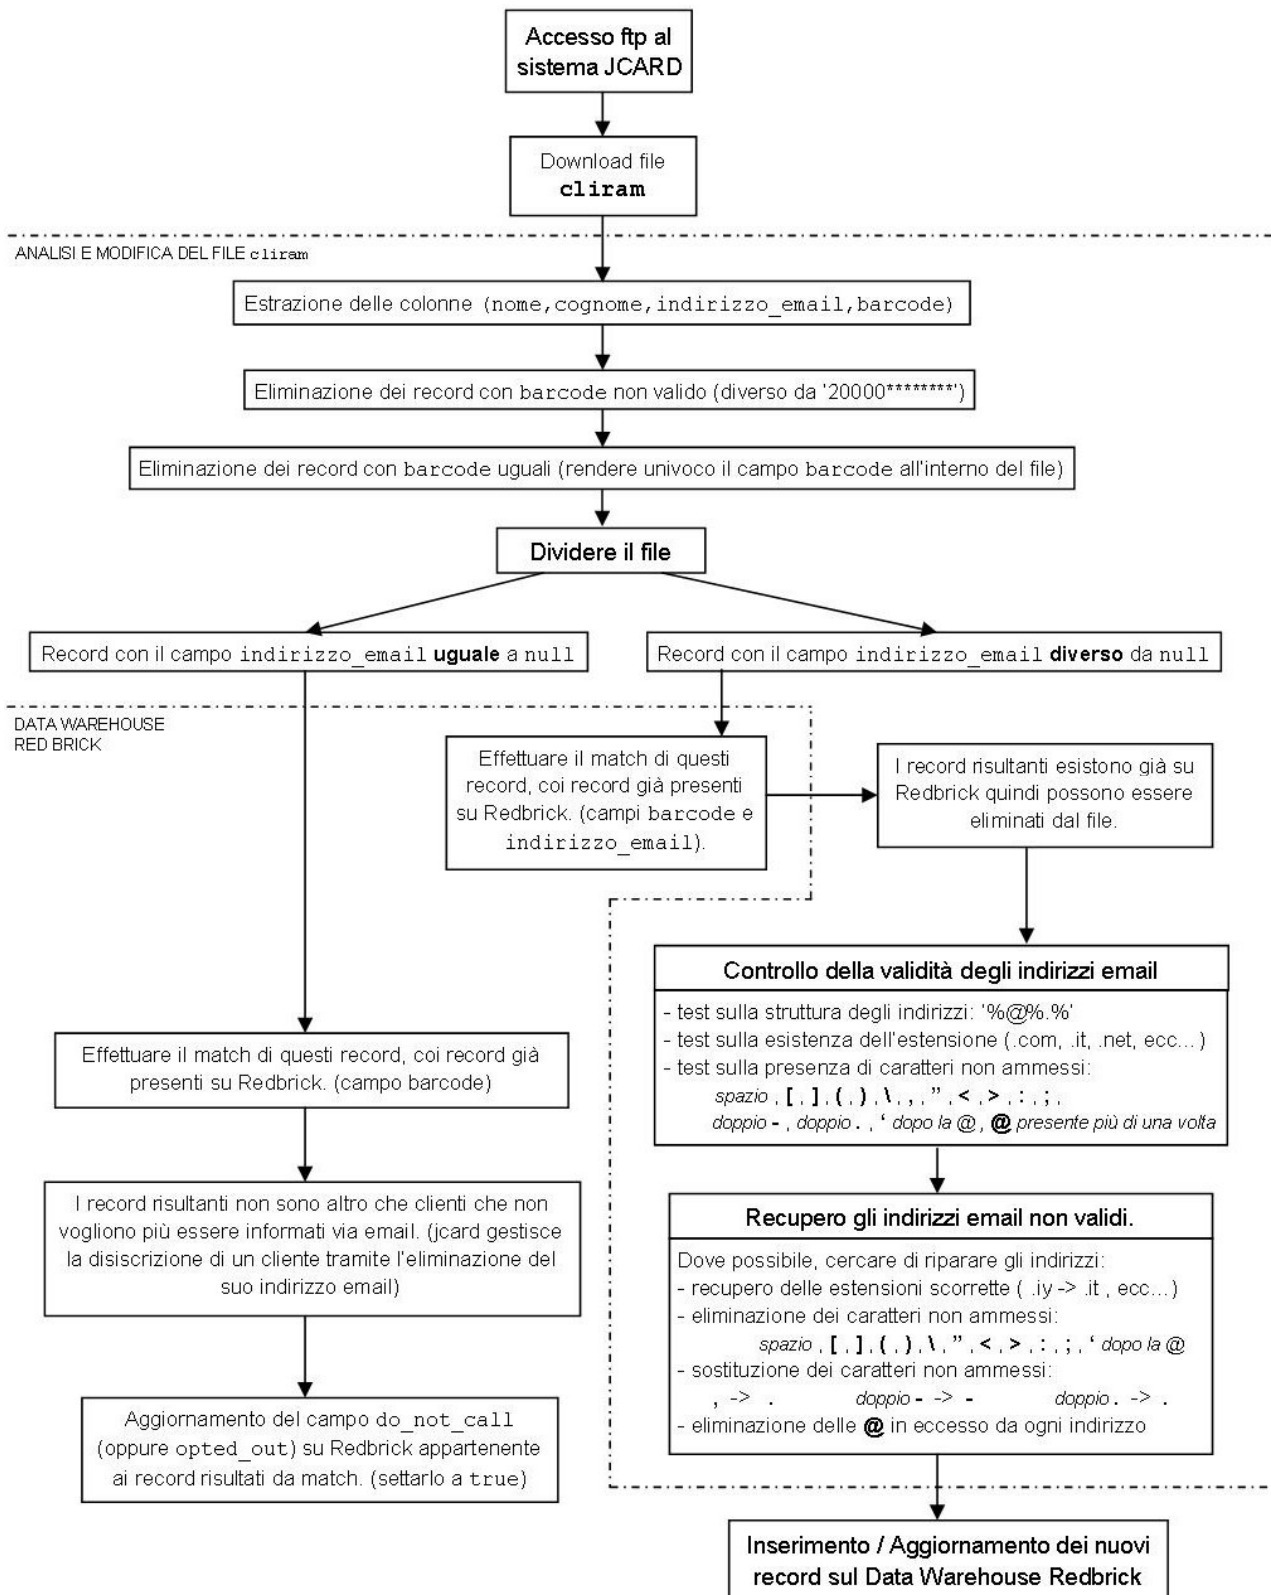 Accesso ftp al
sistema JCARD
Download file
cliram
ANALISI E MODIFICA DEL FILE cliram
Estrazione delle colonne (nome,cognome,indirizzo_email,barcode)
Eliminazione dei record con barcode non valido (diverso da '20000********')
Eliminazione dei record con barcode uguali (rendere univoco il campo barcode all'interno del file)
Dividere il file
Record con il campo indirizzo_email uguale a null
Record con il campo indirizzo_email diverso da null
DATA WAREHOUSE
RED BRICK
Effettuare il match di questi
record, coi record già presenti
su Redbrick. (campi barcode e
indirizzo_email).
I record risultanti esistono già su
Redbrick quindi possono essere
eliminati dal file.
Controllo della validità degli indirizzi email
- test sulla struttura degli indirizzi: '%@%.%'
- test sulla esistenza dell'estensione (.com, .it, .net, ecc...)
- test sulla presenza di caratteri non ammessi:
spazio , [ , ] , ( , ) , \ , , , ” , < , > , : , ; ,
doppio - , doppio . , ‘ dopo la @ , @ presente più di una volta
Effettuare il match di questi record, coi record già
presenti su Redbrick. (campo barcode)
I record risultanti non sono altro che clienti che non
vogliono più essere informati via email. (jcard gestisce
la disiscrizione di un cliente tramite l'eliminazione del
suo indirizzo email)
Recupero gli indirizzi email non validi.
Dove possibile, cercare di riparare gli indirizzi:
- recupero delle estensioni scorrette ( .iy -> .it , ecc...)
- eliminazione dei caratteri non ammessi:
spazio , [ , ] , ( , ) , \ , ” , < , > , : , ; , ‘ dopo la @
- sostituzione dei caratteri non ammessi:
, -> . doppio - -> - doppio . -> .
- eliminazione delle @ in eccesso da ogni indirizzo
Aggiornamento del campo do_not_call
(oppure opted_out) su Redbrick appartenente
ai record risultati da match. (settarlo a true)
Inserimento / Aggiornamento dei nuovi
record sul Data Warehouse Redbrick